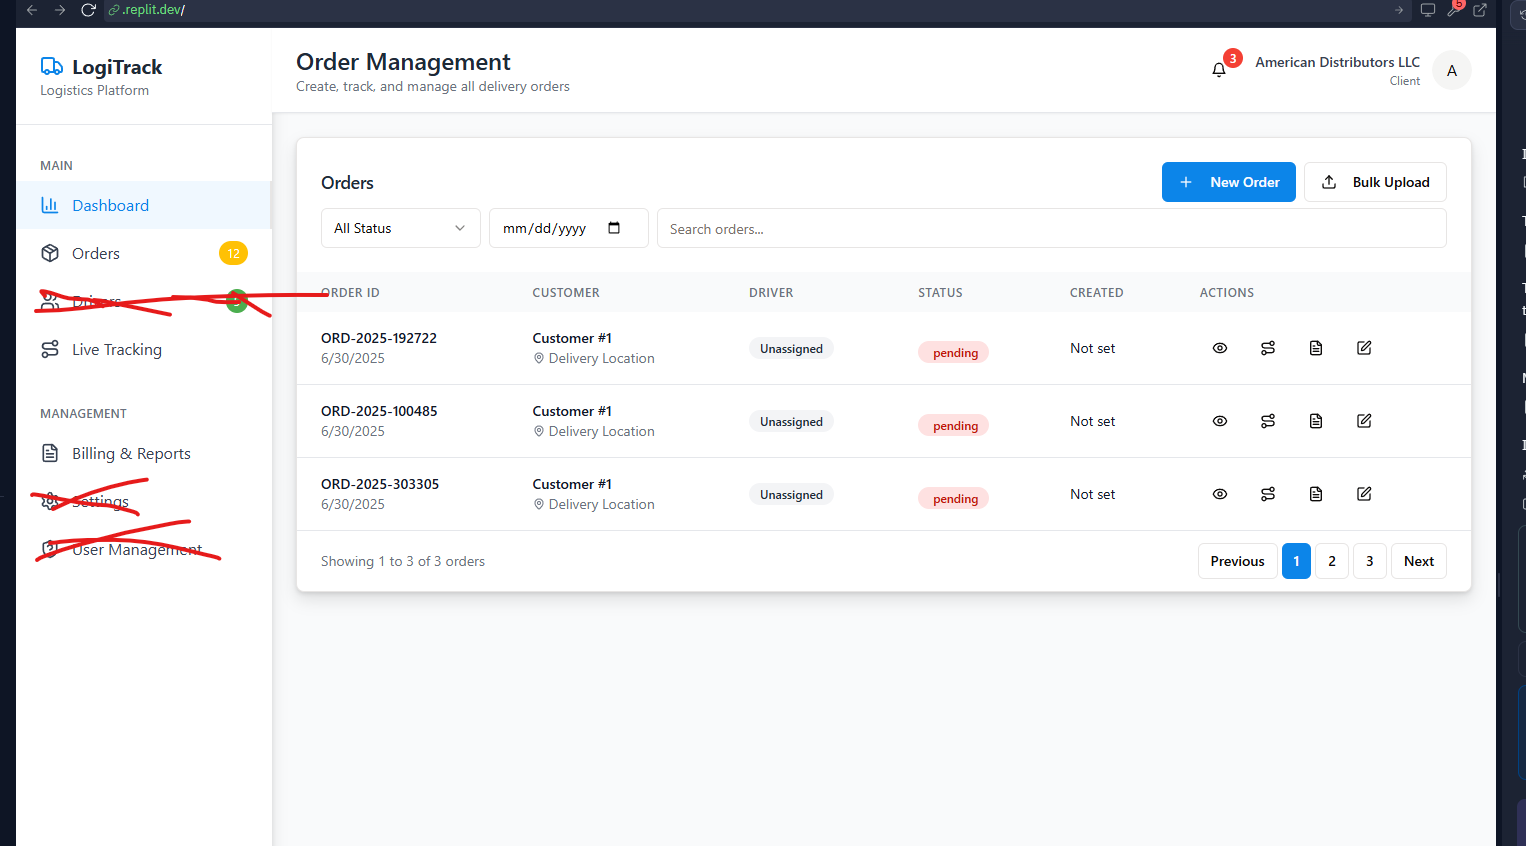 .replit.dev/
5
LogiTrack
Logistics Platform
Order Management
Create, track, and manage all delivery orders
3
American Distributors LLC
Client
A
MAIN
Dashboard
Orders
12
Drivers
Live Tracking
MANAGEMENT
Billing & Reports
Settings
User Management
Orders
New Order
Bulk Upload
All Status
mm/dd/yyyy
Search orders...
ORDER ID CUSTOMER DRIVER STATUS CREATED ACTIONS
ORD-2025-192722 Customer #1 Unassigned pending Not set
6/30/2025 Delivery Location
ORD-2025-100485 Customer #1 Unassigned pending Not set
6/30/2025 Delivery Location
ORD-2025-303305 Customer #1 Unassigned pending Not set
6/30/2025 Delivery Location
Showing 1 to 3 of 3 orders
Previous 1 2 3 Next